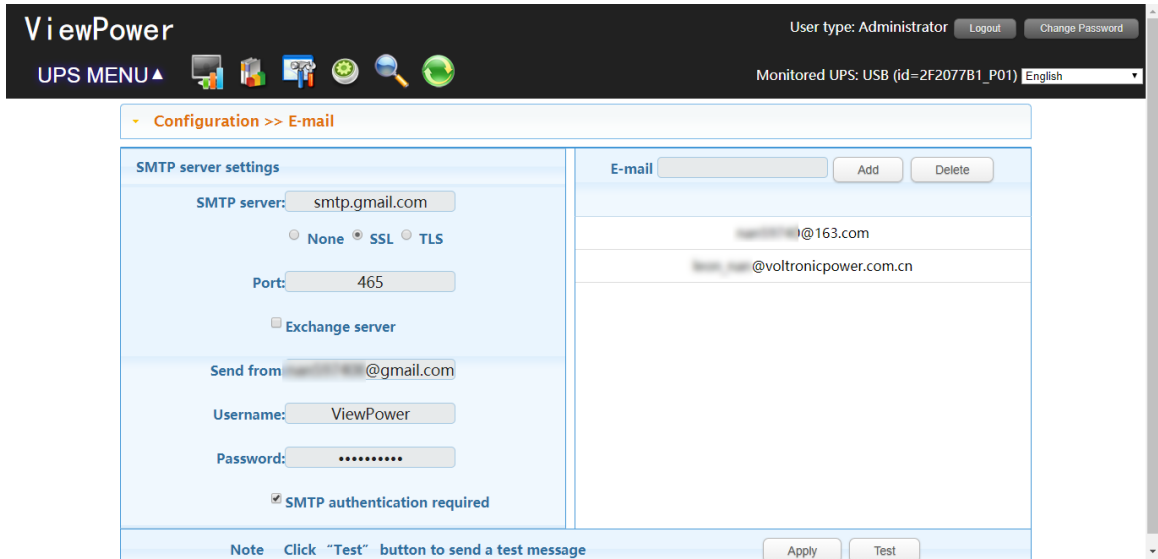 ViewPower
User type: Administrator Logout Change Password
UPS MENU▲
Monitored UPS: USB (id=2F2077B1_P01) English
Configuration >> E-mail
SMTP server settings
SMTP server: smtp.gmail.com
None SSL TLS
Port: 465
Exchange server
Send from @gmail.com
Username: ViewPower
Password: ••••••••••
SMTP authentication required
E-mail Add Delete
@163.com
@voltronicpower.com.cn
Note Click “Test” button to send a test message
Apply Test